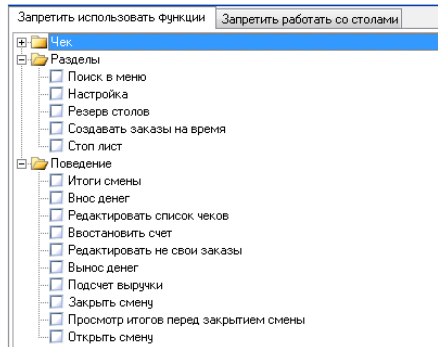 Запретить использовать функции
Запретить работать со столами
Чек
Разделы
Поиск в меню
Настройка
Резерв столов
Создавать заказы на время
Стоп лист
Поведение
Итоги смены
Внос денег
Редактировать список чеков
Ввостановить счет
Редактировать не свои заказы
Вынос денег
Подсчет выручки
Закрыть смену
Просмотр итогов перед закрытием смены
Открыть смену